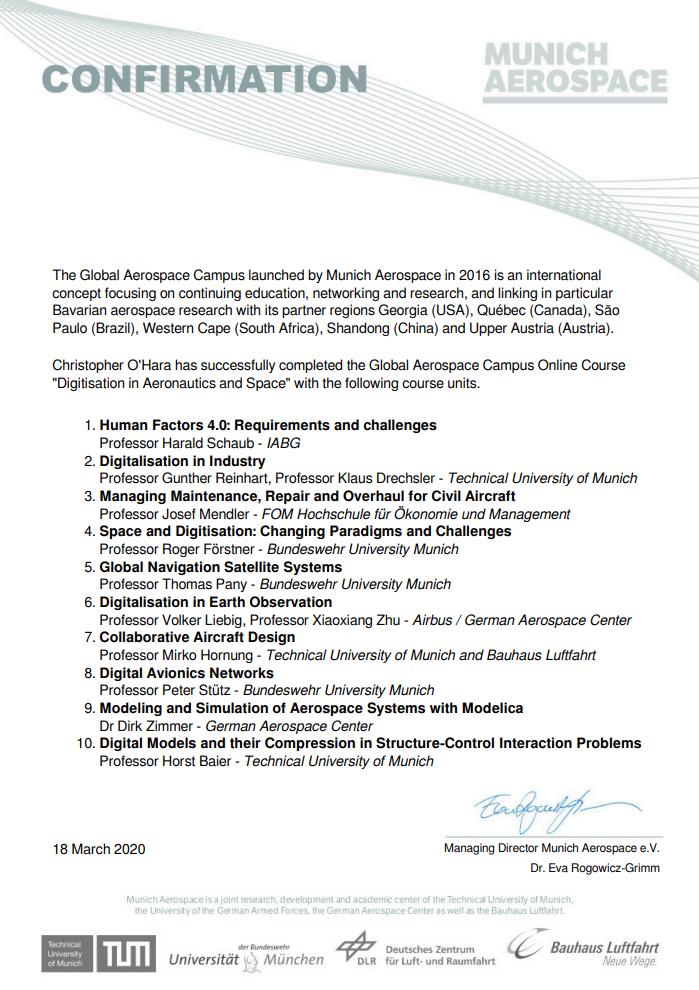 CONFIRMATION
MUNICH
AEROSPACE
The Global Aerospace Campus launched by Munich Aerospace in 2016 is an international
concept focusing on continuing education, networking and research, and linking in particular
Bavarian aerospace research with its partner regions Georgia (USA), Québec (Canada), São
Paulo (Brazil), Western Cape (South Africa), Shandong (China) and Upper Austria (Austria).
Christopher O'Hara has successfully completed the Global Aerospace Campus Online Course
"Digitisation in Aeronautics and Space" with the following course units.
1. Human Factors 4.0: Requirements and challenges
Professor Harald Schaub - IABG
2. Digitalisation in Industry
Professor Gunther Reinhart, Professor Klaus Drechsler - Technical University of Munich
3. Managing Maintenance, Repair and Overhaul for Civil Aircraft
Professor Josef Mendler - FOM Hochschule für Ökonomie und Management
4. Space and Digitisation: Changing Paradigms and Challenges
Professor Roger Förstner - Bundeswehr University Munich
5. Global Navigation Satellite Systems
Professor Thomas Pany - Bundeswehr University Munich
6. Digitalisation in Earth Observation
Professor Volker Liebig, Professor Xiaoxiang Zhu - Airbus / German Aerospace Center
7. Collaborative Aircraft Design
Professor Mirko Hornung - Technical University of Munich and Bauhaus Luftfahrt
8. Digital Avionics Networks
Professor Peter Stütz - Bundeswehr University Munich
9. Modeling and Simulation of Aerospace Systems with Modelica
Dr Dirk Zimmer - German Aerospace Center
10. Digital Models and their Compression in Structure-Control Interaction Problems
Professor Horst Baier - Technical University of Munich
18 March 2020
Managing Director Munich Aerospace e.V.
Dr. Eva Rogowicz-Grimm
Munich Aerospace is a joint research, development and academic center of the Technical University of Munich,
the University of the German Armed Forces, the German Aerospace Center as well as the Bauhaus Luftfahrt.
Technical
University
of Munich
TUM
der Bundeswehr
Universität München
DLR
Deutsches Zentrum
für Luft- und Raumfahrt
Bauhaus Luftfahrt
Neue Wege.